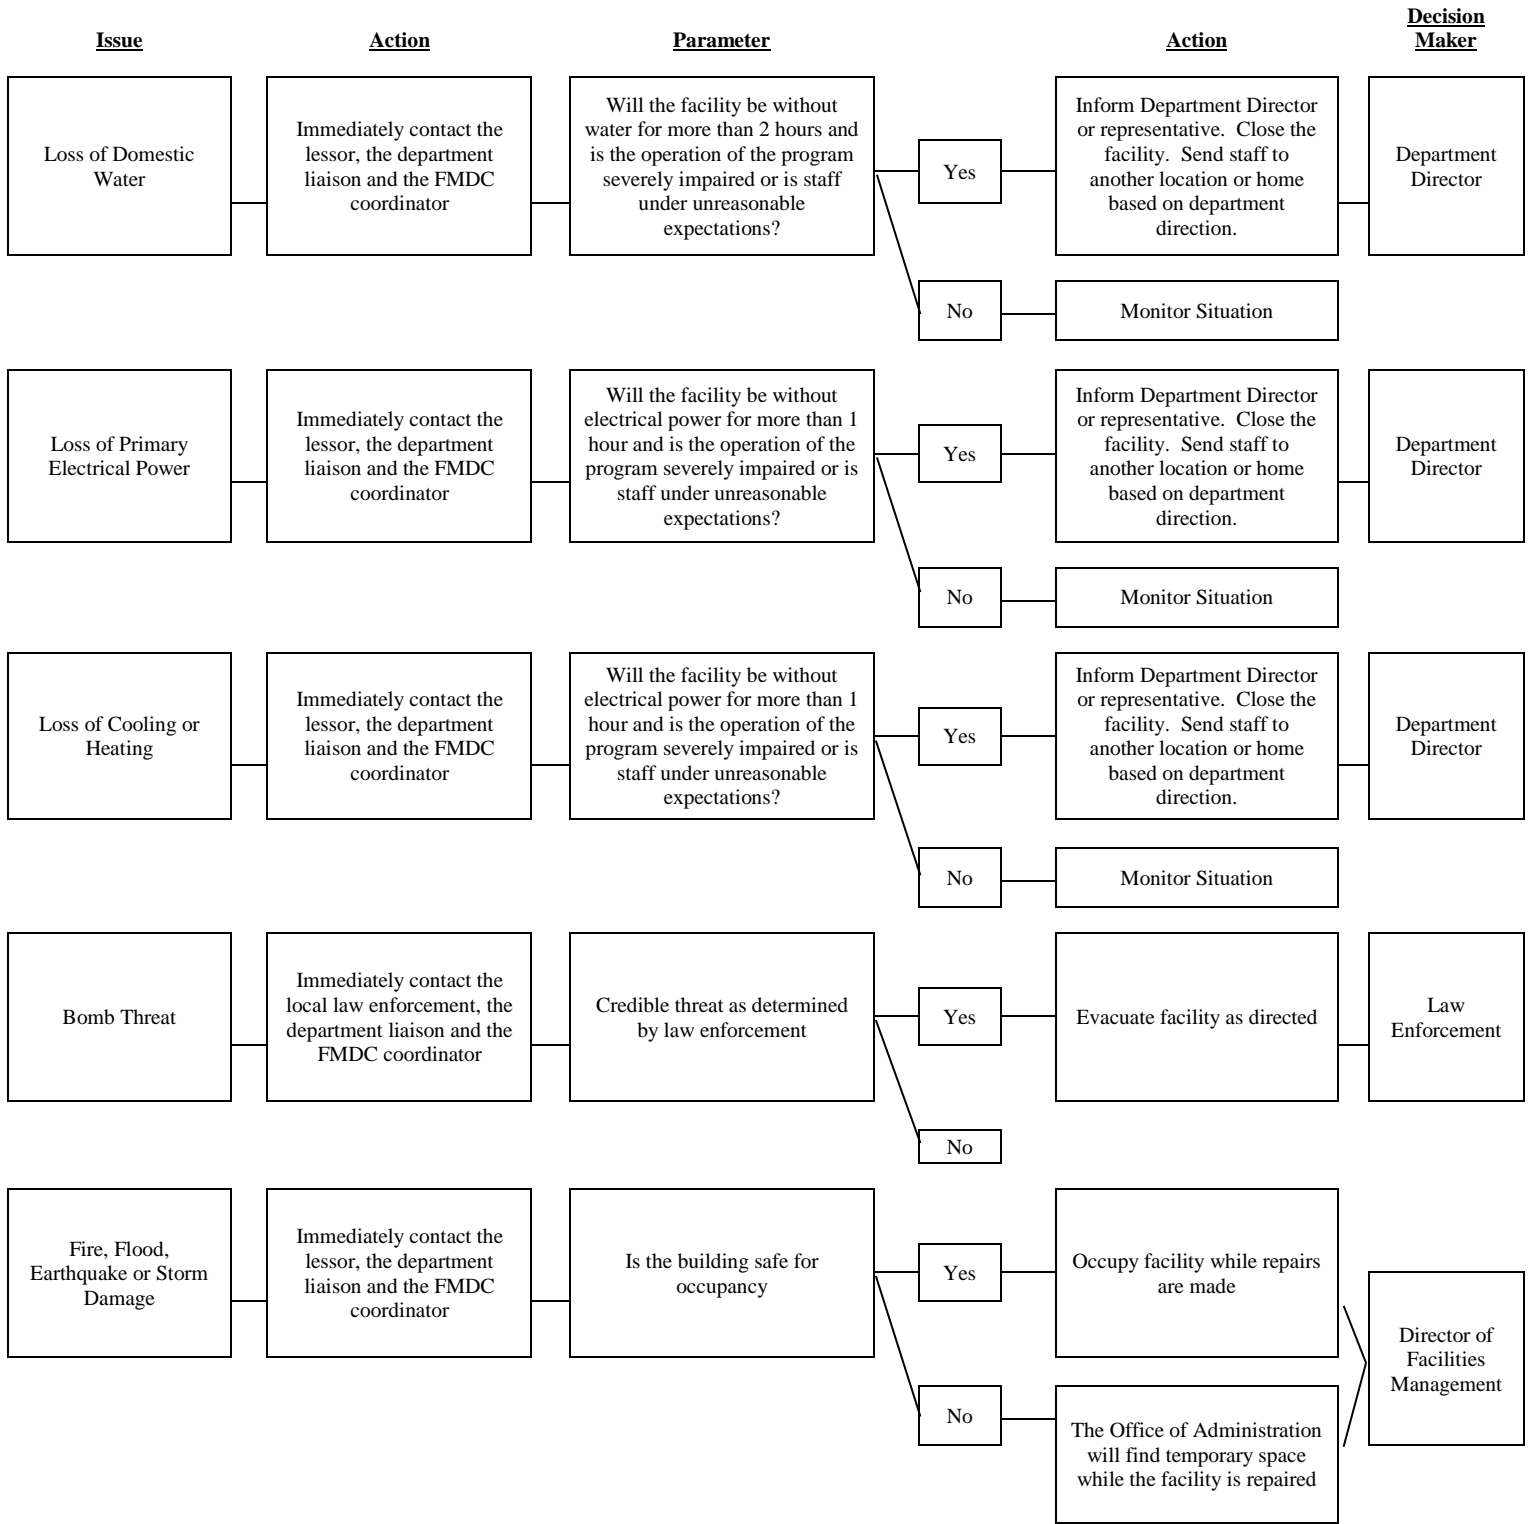 Issue
Action
Parameter
Action
Decision
Maker
Loss of Domestic
Water
Immediately contact the
lessor, the department
liaison and the FMDC
coordinator
Will the facility be without
water for more than 2 hours and
is the operation of the program
severely impaired or is staff
under unreasonable
expectations?
Yes
Inform Department Director
or representative.  Close the
facility.  Send staff to
another location or home
based on department
direction.
Department
Director
No
Monitor Situation
Loss of Primary
Electrical Power
Immediately contact the
lessor, the department
liaison and the FMDC
coordinator
Will the facility be without
electrical power for more than 1
hour and is the operation of the
program severely impaired or is
staff under unreasonable
expectations?
Yes
Inform Department Director
or representative.  Close the
facility.  Send staff to
another location or home
based on department
direction.
Department
Director
No
Monitor Situation
Loss of Cooling or
Heating
Immediately contact the
lessor, the department
liaison and the FMDC
coordinator
Will the facility be without
electrical power for more than 1
hour and is the operation of the
program severely impaired or is
staff under unreasonable
expectations?
Yes
Inform Department Director
or representative.  Close the
facility.  Send staff to
another location or home
based on department
direction.
Department
Director
No
Monitor Situation
Bomb Threat
Immediately contact the
local law enforcement, the
department liaison and the
FMDC coordinator
Credible threat as determined
by law enforcement
Yes
Evacuate facility as directed
Law
Enforcement
No
Fire, Flood,
Earthquake or Storm
Damage
Immediately contact the
lessor, the department
liaison and the FMDC
coordinator
Is the building safe for
occupancy
Yes
Occupy facility while repairs
are made
Director of
Facilities
Management
No
The Office of Administration
will find temporary space
while the facility is repaired